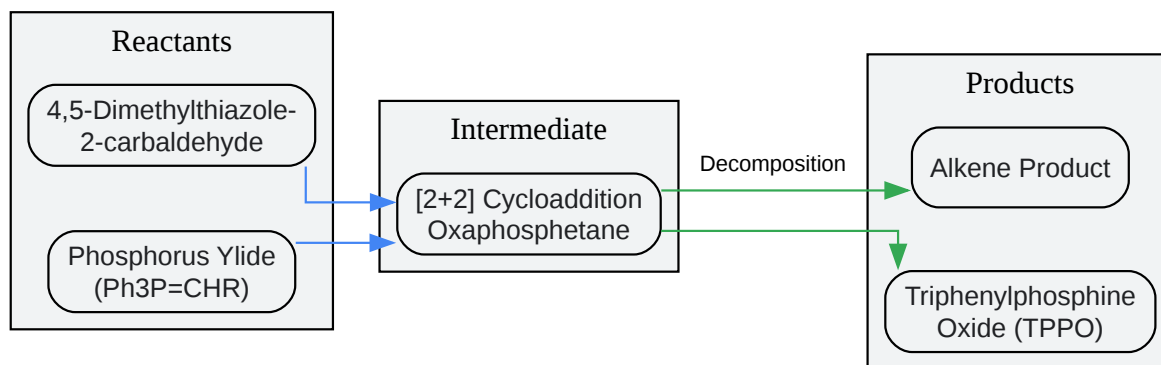 Reactants
4,5-Dimethylthiazole-
2-carbaldehyde
Phosphorus Ylide
(Ph3P=CHR)
Intermediate
[2+2] Cycloaddition
Oxaphosphetane
Decomposition
Products
Alkene Product
Triphenylphosphine
Oxide (TPPO)